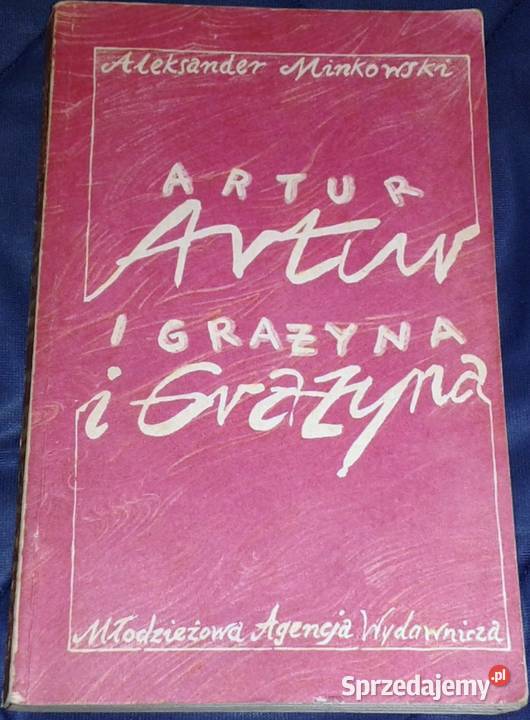 Aleksander Minkowski
ARTUR
Artur
I GRAŻYNA
i Grażyna
Młodzieżowa Agencja Wydawnicza
Sprzedajemy.pl